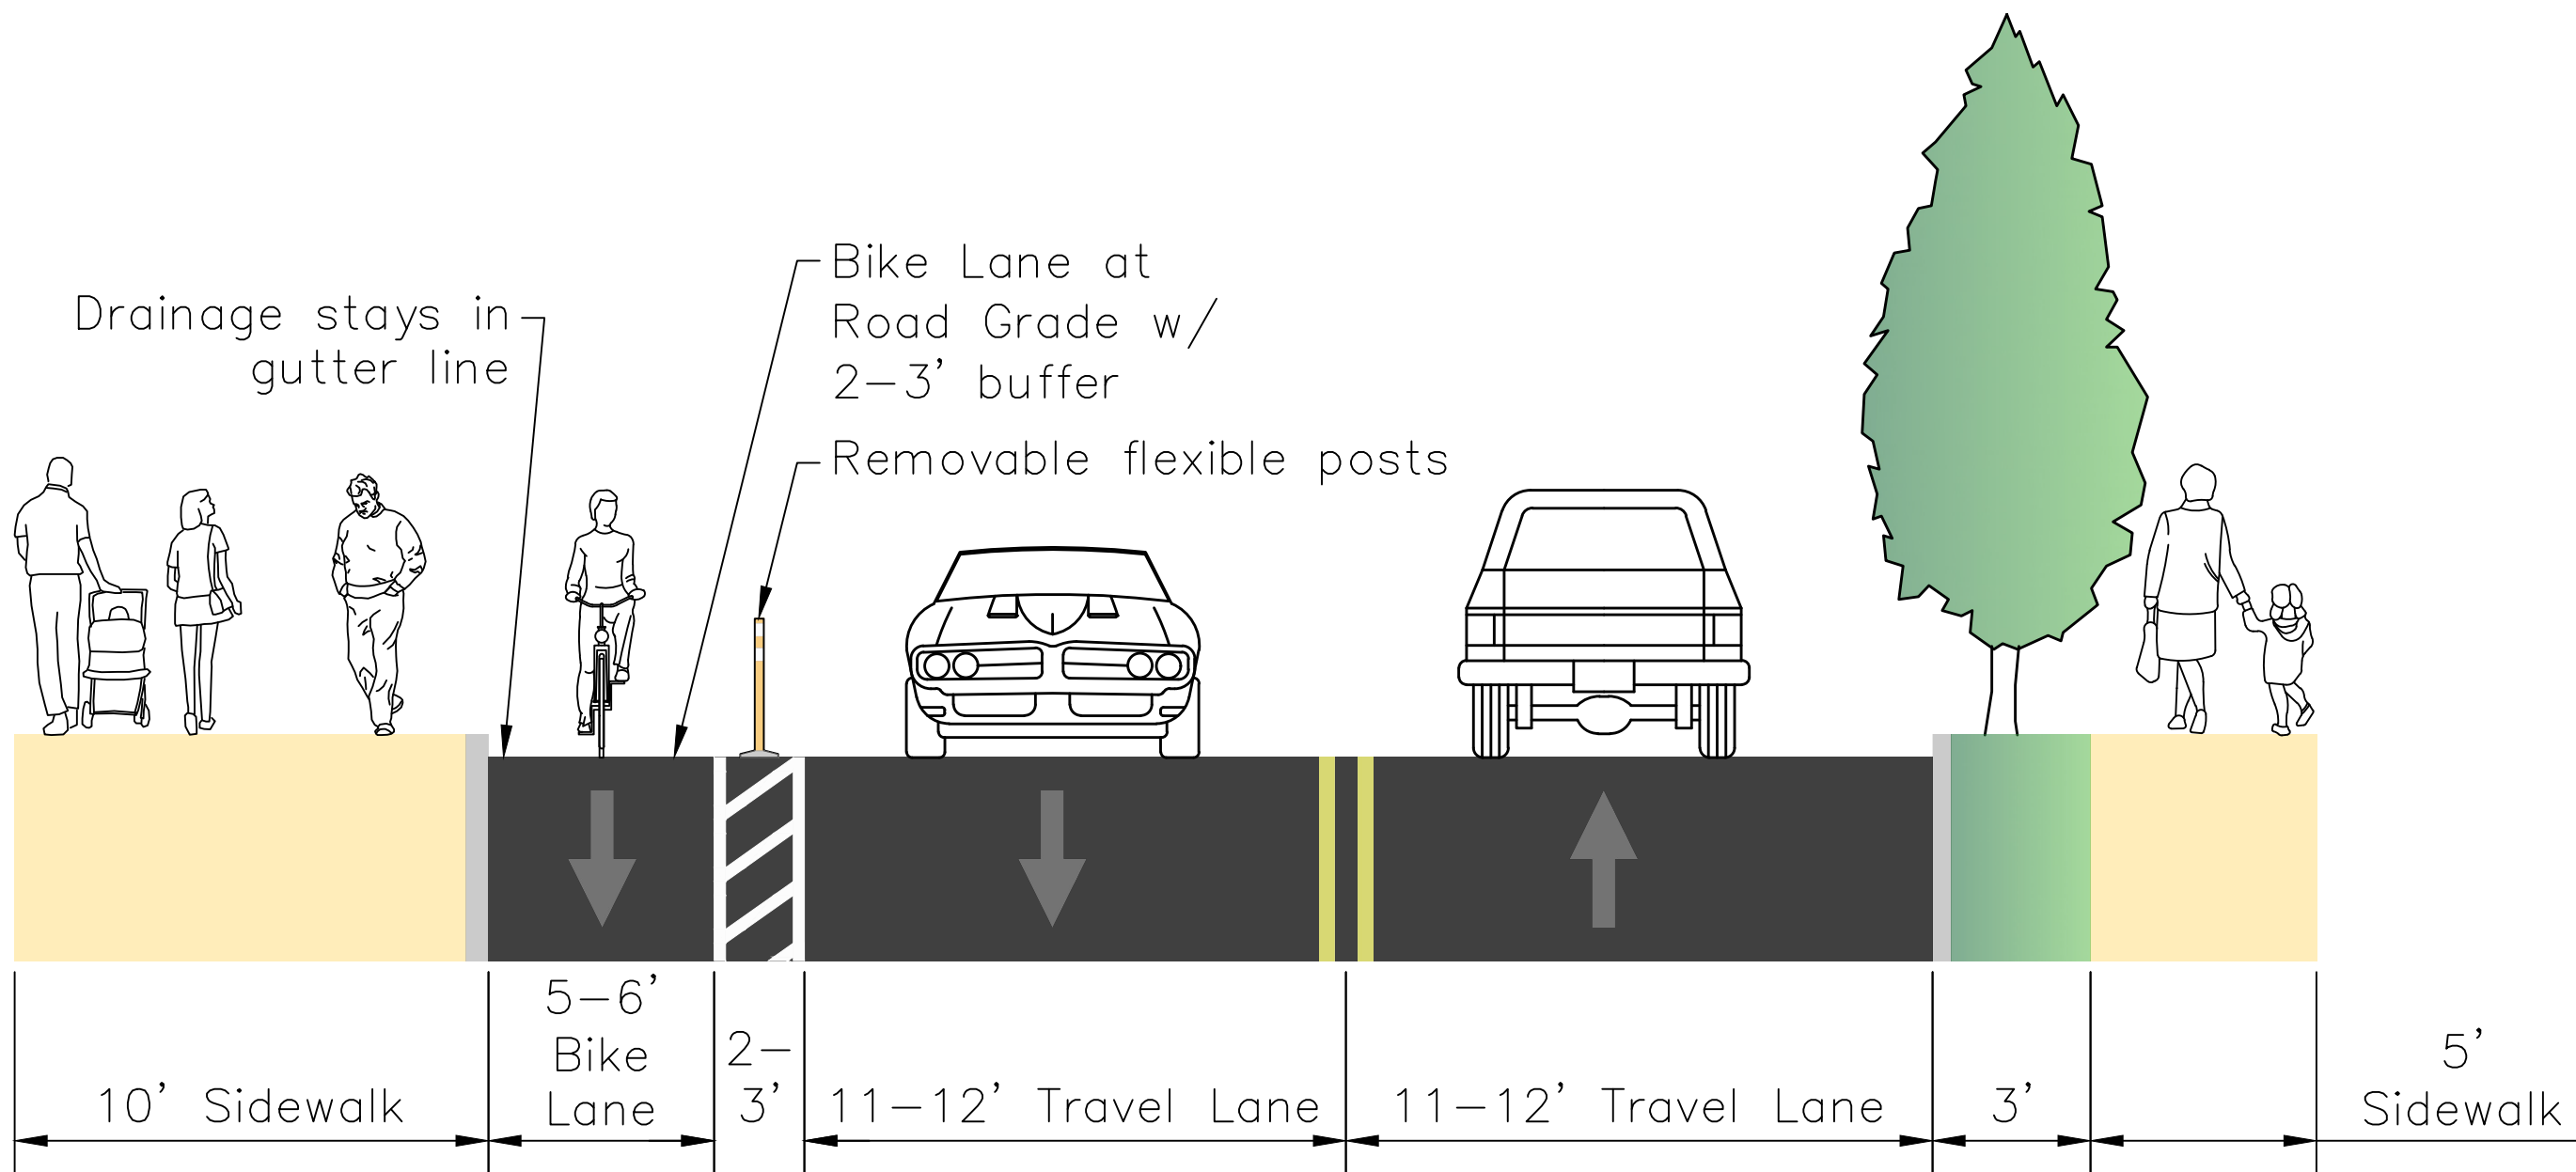 Drainage stays in
gutter line
Bike Lane at
Road Grade w/
2-3' buffer
Removable flexible posts
10' Sidewalk
5-6'
Bike
Lane
2-
3'
11-12' Travel Lane
11-12' Travel Lane
3'
5'
Sidewalk